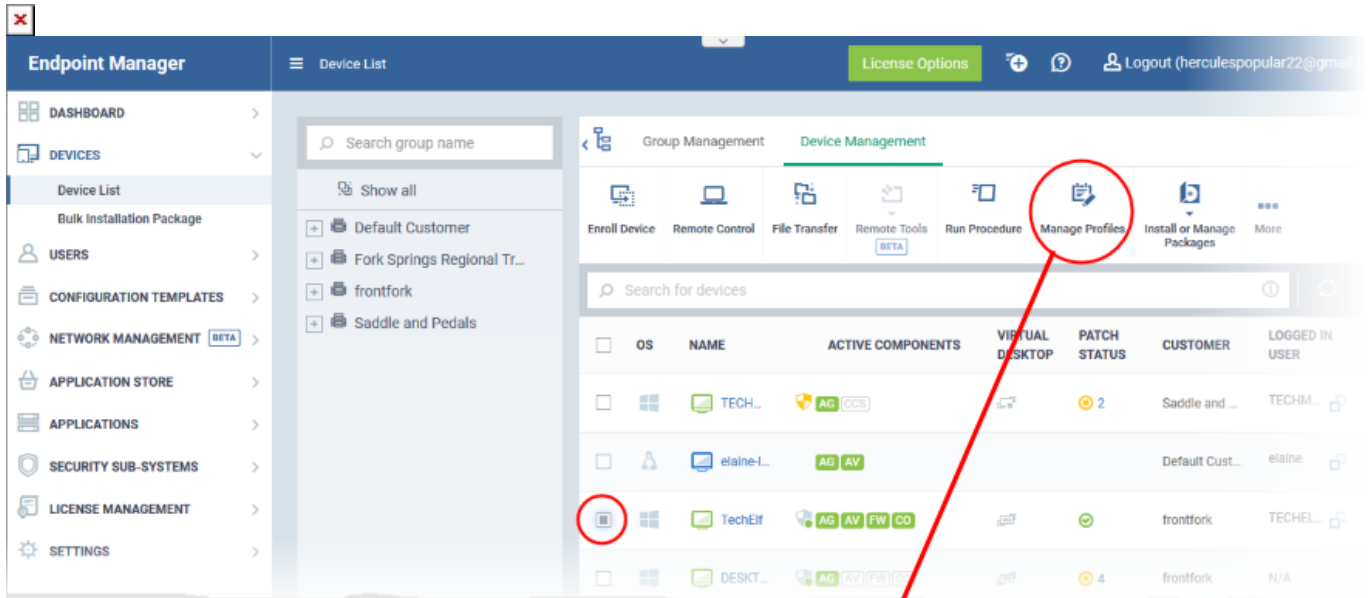 Endpoint Manager
Device List
License Options
Logout (herculespopular22@gmail
DASHBOARD
DEVICES
Device List
Bulk Installation Package
USERS
CONFIGURATION TEMPLATES
NETWORK MANAGEMENT BETA
APPLICATION STORE
APPLICATIONS
SECURITY SUB-SYSTEMS
LICENSE MANAGEMENT
SETTINGS
Search group name
Show all
Default Customer
Fork Springs Regional Tr...
frontfork
Saddle and Pedals
Group Management
Device Management
Enroll Device
Remote Control
File Transfer
Remote Tools
BETA
Run Procedure
Manage Profiles
Install or Manage
Packages
More
Search for devices
OS NAME ACTIVE COMPONENTS VIRTUAL DESKTOP PATCH STATUS CUSTOMER LOGGED IN USER
TECH... AG CCS 2 Saddle and ... TECHM...
elaine-l... AG AV Default Cust... elaine
TechElf AG AV FW CO frontfork TECHEL...
DESKT... AG AV FW CO 4 frontfork N/A